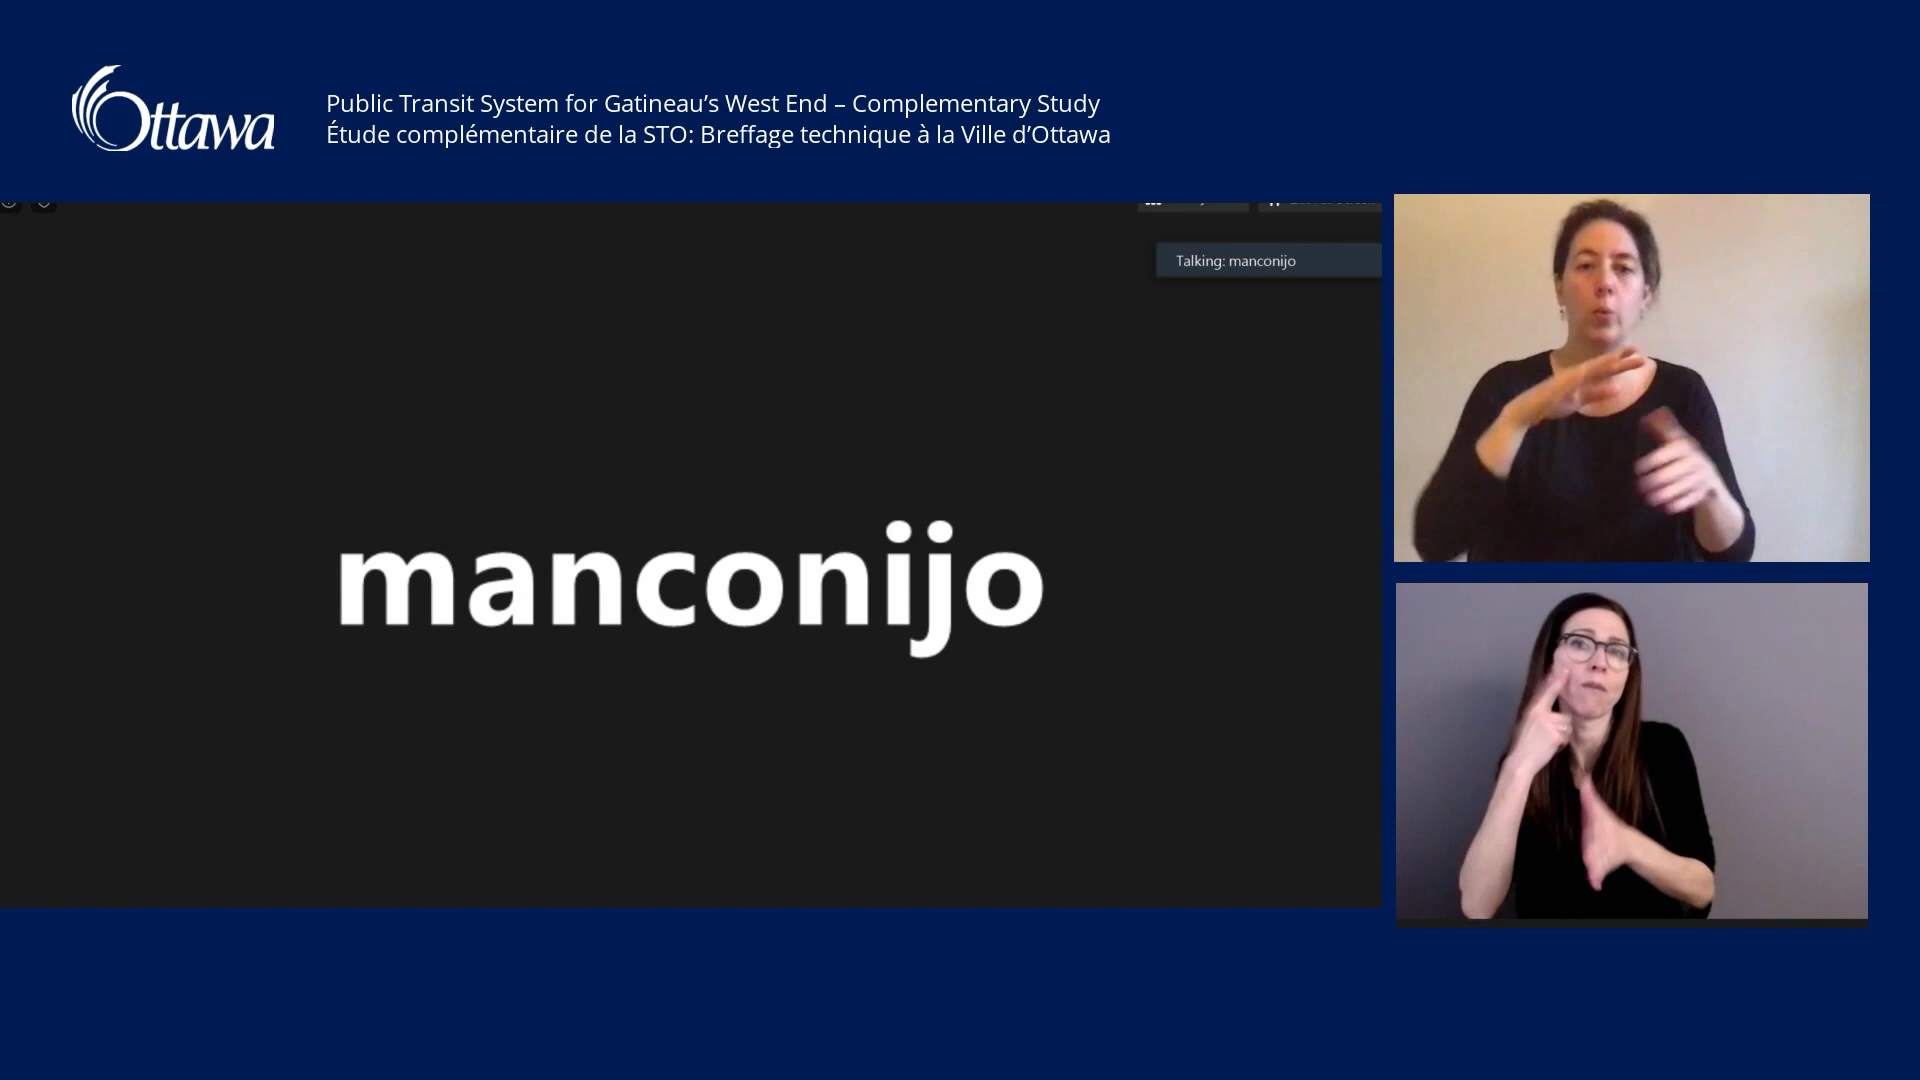 Ottawa
Public Transit System for Gatineau’s West End – Complementary Study
Étude complémentaire de la STO: Breffage technique à la Ville d’Ottawa
Talking: manconijo
manconijo